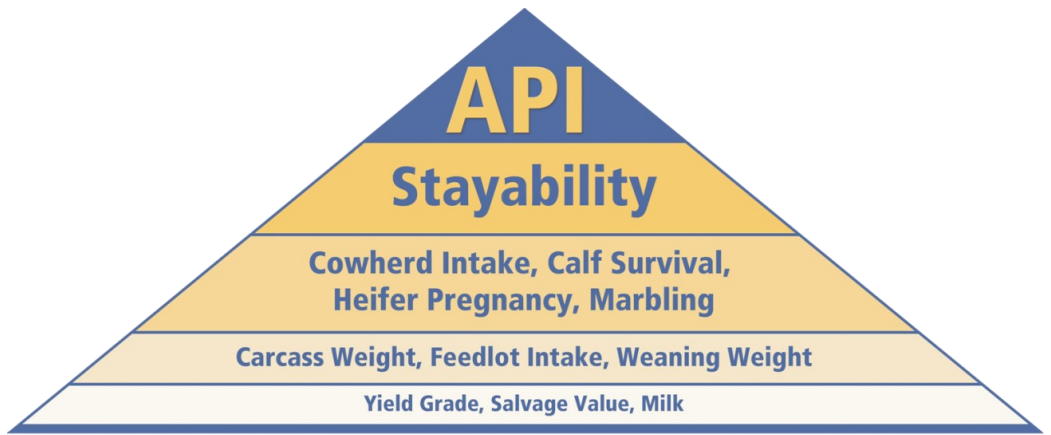 API
Stayability
Cowherd Intake, Calf Survival,
Heifer Pregnancy, Marbling
Carcass Weight, Feedlot Intake, Weaning Weight
Yield Grade, Salvage Value, Milk